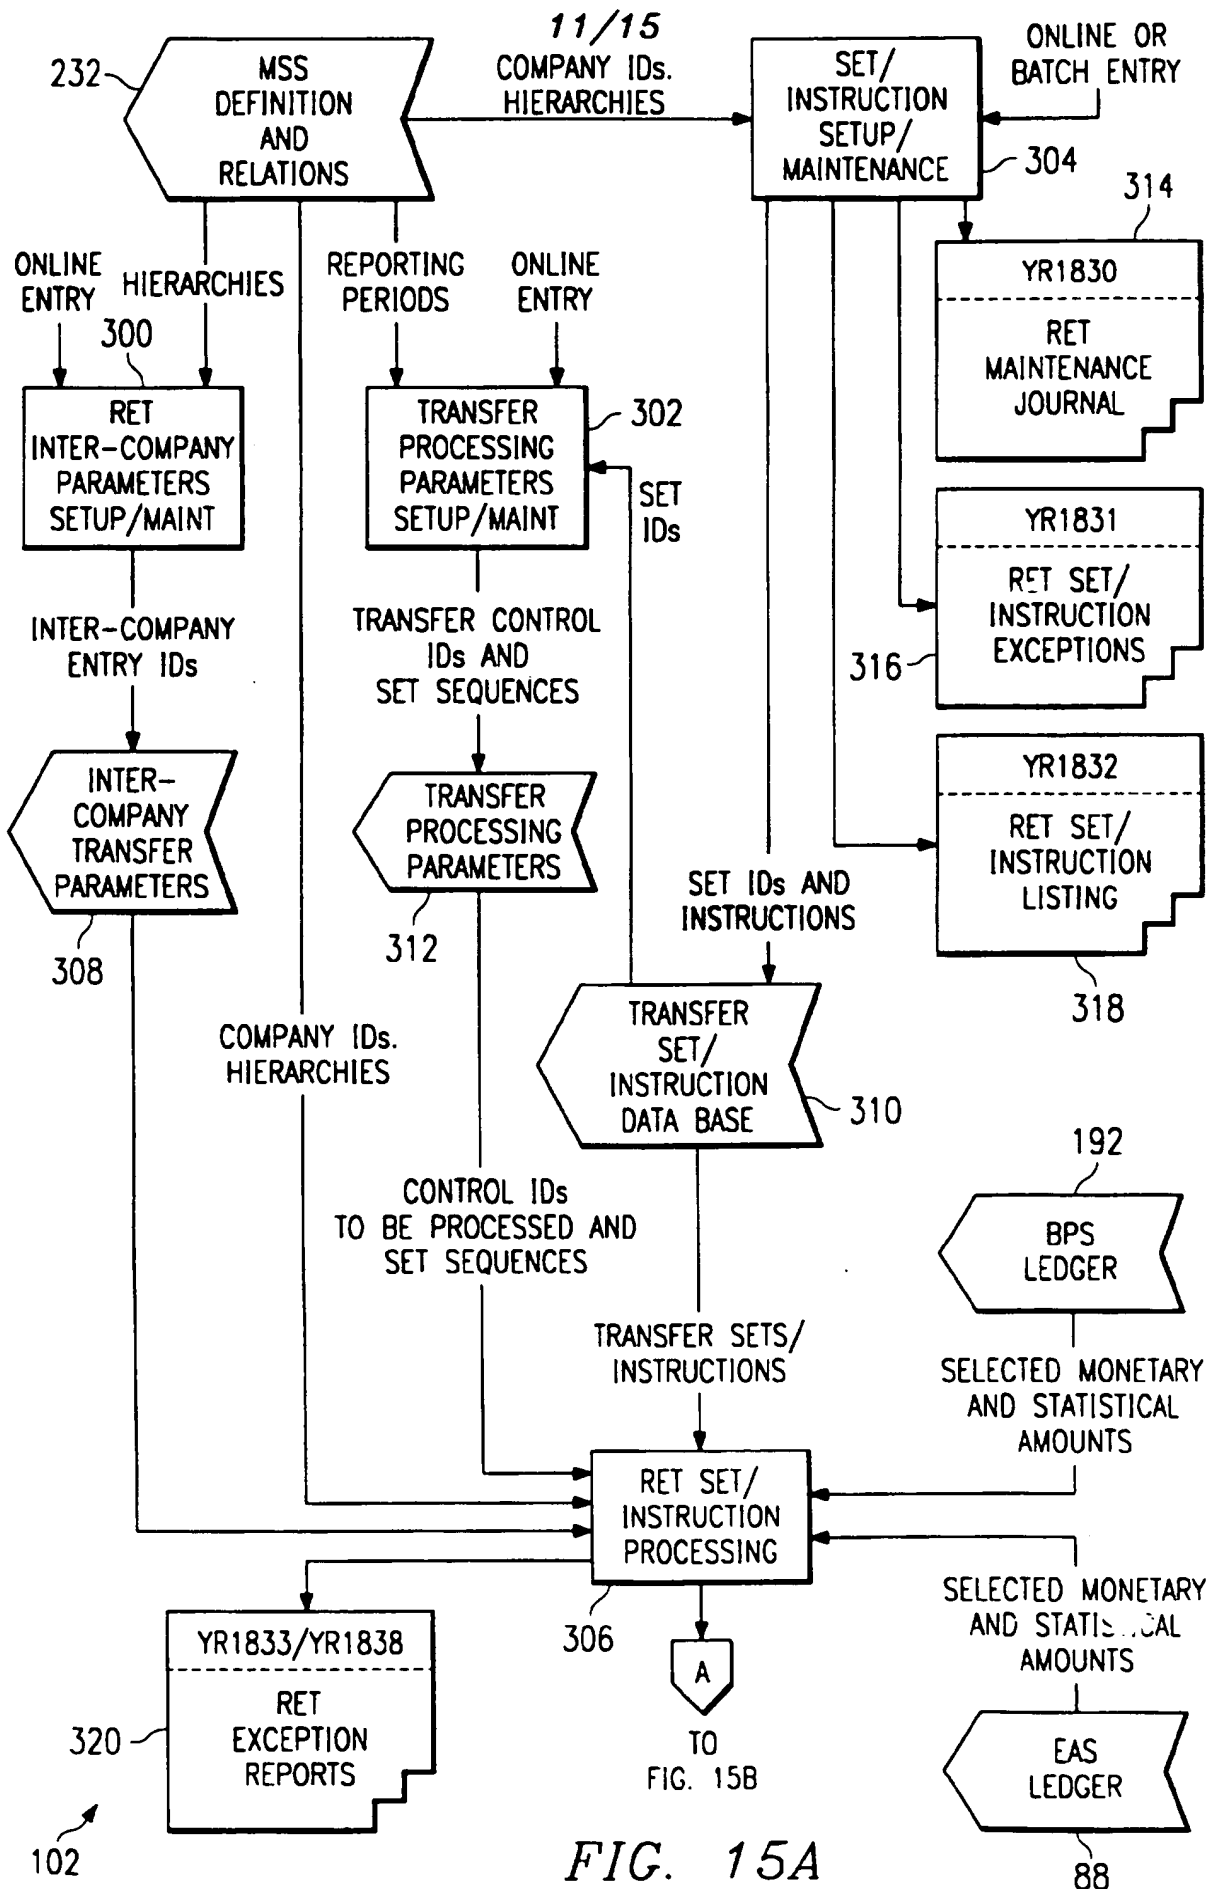 11/15
232
MSS
DEFINITION
AND
RELATIONS
COMPANY IDs.
HIERARCHIES
SET/
INSTRUCTION
SETUP/
MAINTENANCE
304
ONLINE OR
BATCH ENTRY
314
YR1830
RET
MAINTENANCE
JOURNAL
ONLINE
ENTRY
HIERARCHIES
REPORTING
PERIODS
ONLINE
ENTRY
300
RET
INTER-COMPANY
PARAMETERS
SETUP/MAINT
TRANSFER
PROCESSING
PARAMETERS
SETUP/MAINT
302
SET
IDs
YR1831
RET SET/
INSTRUCTION
EXCEPTIONS
316
INTER-COMPANY
ENTRY IDs
TRANSFER CONTROL
IDs AND
SET SEQUENCES
YR1832
RET SET/
INSTRUCTION
LISTING
318
INTER-
COMPANY
TRANSFER
PARAMETERS
308
TRANSFER
PROCESSING
PARAMETERS
312
SET IDs AND
INSTRUCTIONS
COMPANY IDs.
HIERARCHIES
TRANSFER
SET/
INSTRUCTION
DATA BASE
310
CONTROL IDs
TO BE PROCESSED AND
SET SEQUENCES
192
BPS
LEDGER
TRANSFER SETS/
INSTRUCTIONS
SELECTED MONETARY
AND STATISTICAL
AMOUNTS
RET SET/
INSTRUCTION
PROCESSING
306
SELECTED MONETARY
AND STATISTICAL
AMOUNTS
YR1833/YR1838
RET
EXCEPTION
REPORTS
320
A
TO
FIG. 15B
EAS
LEDGER
88
102
FIG. 15A